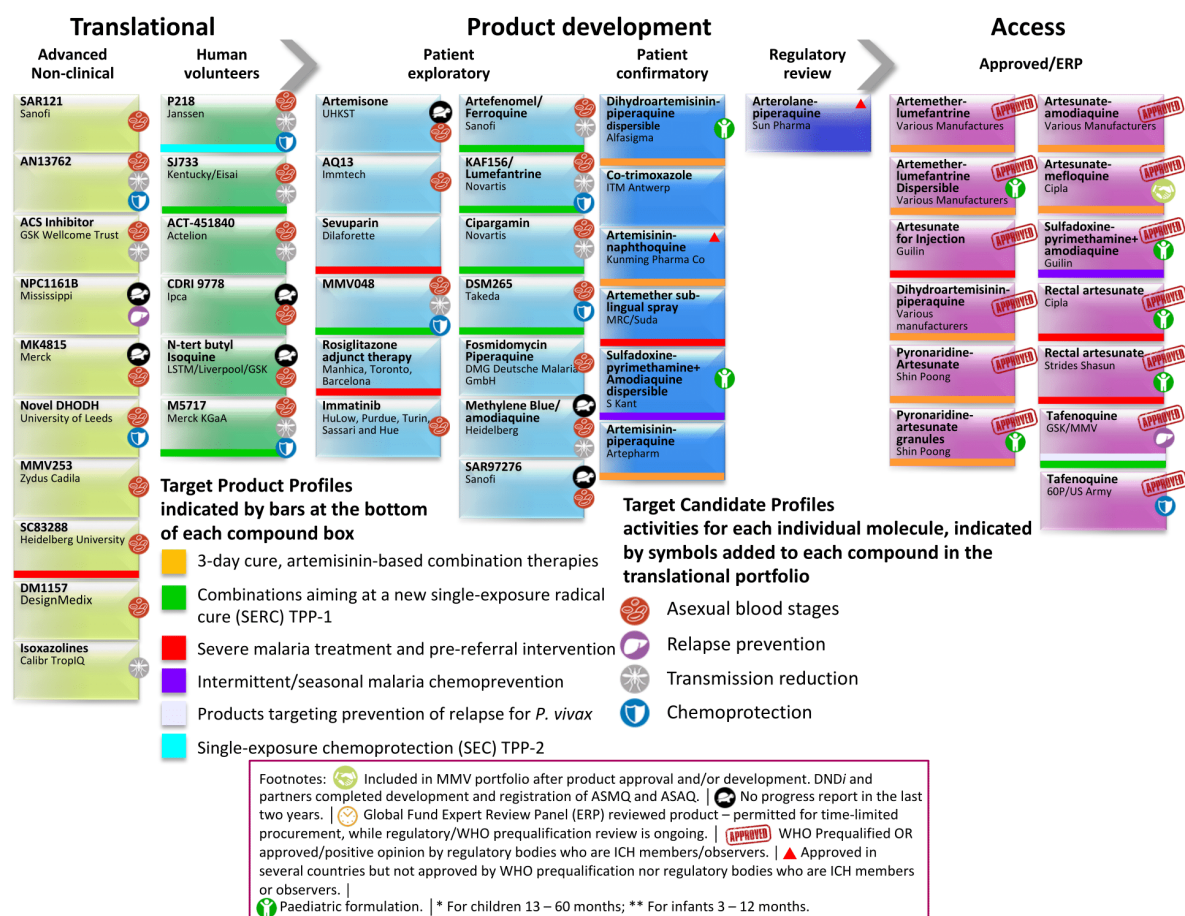 Translational
Product development
Access
Advanced
Non-clinical
Human
volunteers
Patient
exploratory
Patient
confirmatory
Regulatory
review
Approved/ERP
SAR121
Sanofi
AN13762
ACS Inhibitor
GSK Wellcome Trust
NPC1161B
Mississippi
MK4815
Merck
Novel DHODH
University of Leeds
MMV253
Zydus Cadila
SC83288
Heidelberg University
DM1157
DesignMedix
Isoxazolines
Calibr TropIQ
P218
Janssen
SJ733
Kentucky/Eisai
ACT-451840
Actelion
CDRI 9778
Ipca
N-tert butyl
Isoquine
LSTM/Liverpool/GSK
M5717
Merck KGaA
Artemisone
UHKST
AQ13
Immtech
Sevuparin
Dilaforette
MMV048
Rosiglitazone
adjunct therapy
Manhica, Toronto,
Barcelona
Immatinib
HuLow, Purdue, Turin,
Sassari and Hue
Artefenomel/
Ferroquine
Sanofi
KAF156/
Lumefantrine
Novartis
Cipargamin
Novartis
DSM265
Takeda
Fosmidomycin
Piperaquine
DMG Deutsche Malaria
GmbH
Methylene Blue/
amodiaquine
Heidelberg
SAR97276
Sanofi
Dihydroartemisinin-
piperaquine
dispersible
Alfasigma
Co-trimoxazole
ITM Antwerp
Artemisinin-
naphthoquine
Kunming Pharma Co
Artemether sub-
lingual spray
MRC/Suda
Sulfadoxine-
pyrimethamine+
Amodiaquine
dispersible
S Kant
Artemisinin-
piperaquine
Artepharm
Arterolane-
piperaquine
Sun Pharma
Artemether-
lumefantrine
Various Manufactures
APPROVED
Artemether-
lumefantrine
Dispersible
Various Manufacturers
APPROVED
Artesunate
for Injection
Guilin
APPROVED
Dihydroartemisinin-
piperaquine
Various
manufacturers
APPROVED
Pyronaridine-
Artesunate
Shin Poong
APPROVED
Pyronaridine-
artesunate
granules
Shin Poong
APPROVED
Artesunate-
amodiaquine
Various Manufacturers
APPROVED
Artesunate-
mefloquine
Cipla
APPROVED
Sulfadoxine-
pyrimethamine+
amodiaquine
Guilin
APPROVED
Rectal artesunate
Cipla
APPROVED
Rectal artesunate
Strides Shasun
APPROVED
Tafenoquine
GSK/MMV
APPROVED
Tafenoquine
60P/US Army
APPROVED
Target Product Profiles
indicated by bars at the bottom
of each compound box
3-day cure, artemisinin-based combination therapies
Combinations aiming at a new single-exposure radical
cure (SERC) TPP-1
Severe malaria treatment and pre-referral intervention
Intermittent/seasonal malaria chemoprevention
Products targeting prevention of relapse for P. vivax
Single-exposure chemoprotection (SEC) TPP-2
Target Candidate Profiles
activities for each individual molecule, indicated
by symbols added to each compound in the
translational portfolio
Asexual blood stages
Relapse prevention
Transmission reduction
Chemoprotection
Footnotes: Included in MMV portfolio after product approval and/or development. DNDi and
partners completed development and registration of ASMQ and ASAQ. | No progress report in the last
two years. | Global Fund Expert Review Panel (ERP) reviewed product – permitted for time-limited
procurement, while regulatory/WHO prequalification review is ongoing. | APPROVED WHO Prequalified OR
approved/positive opinion by regulatory bodies who are ICH members/observers. | Approved in
several countries but not approved by WHO prequalification nor regulatory bodies who are ICH members
or observers. |
Paediatric formulation. | * For children 13 – 60 months; ** For infants 3 – 12 months.